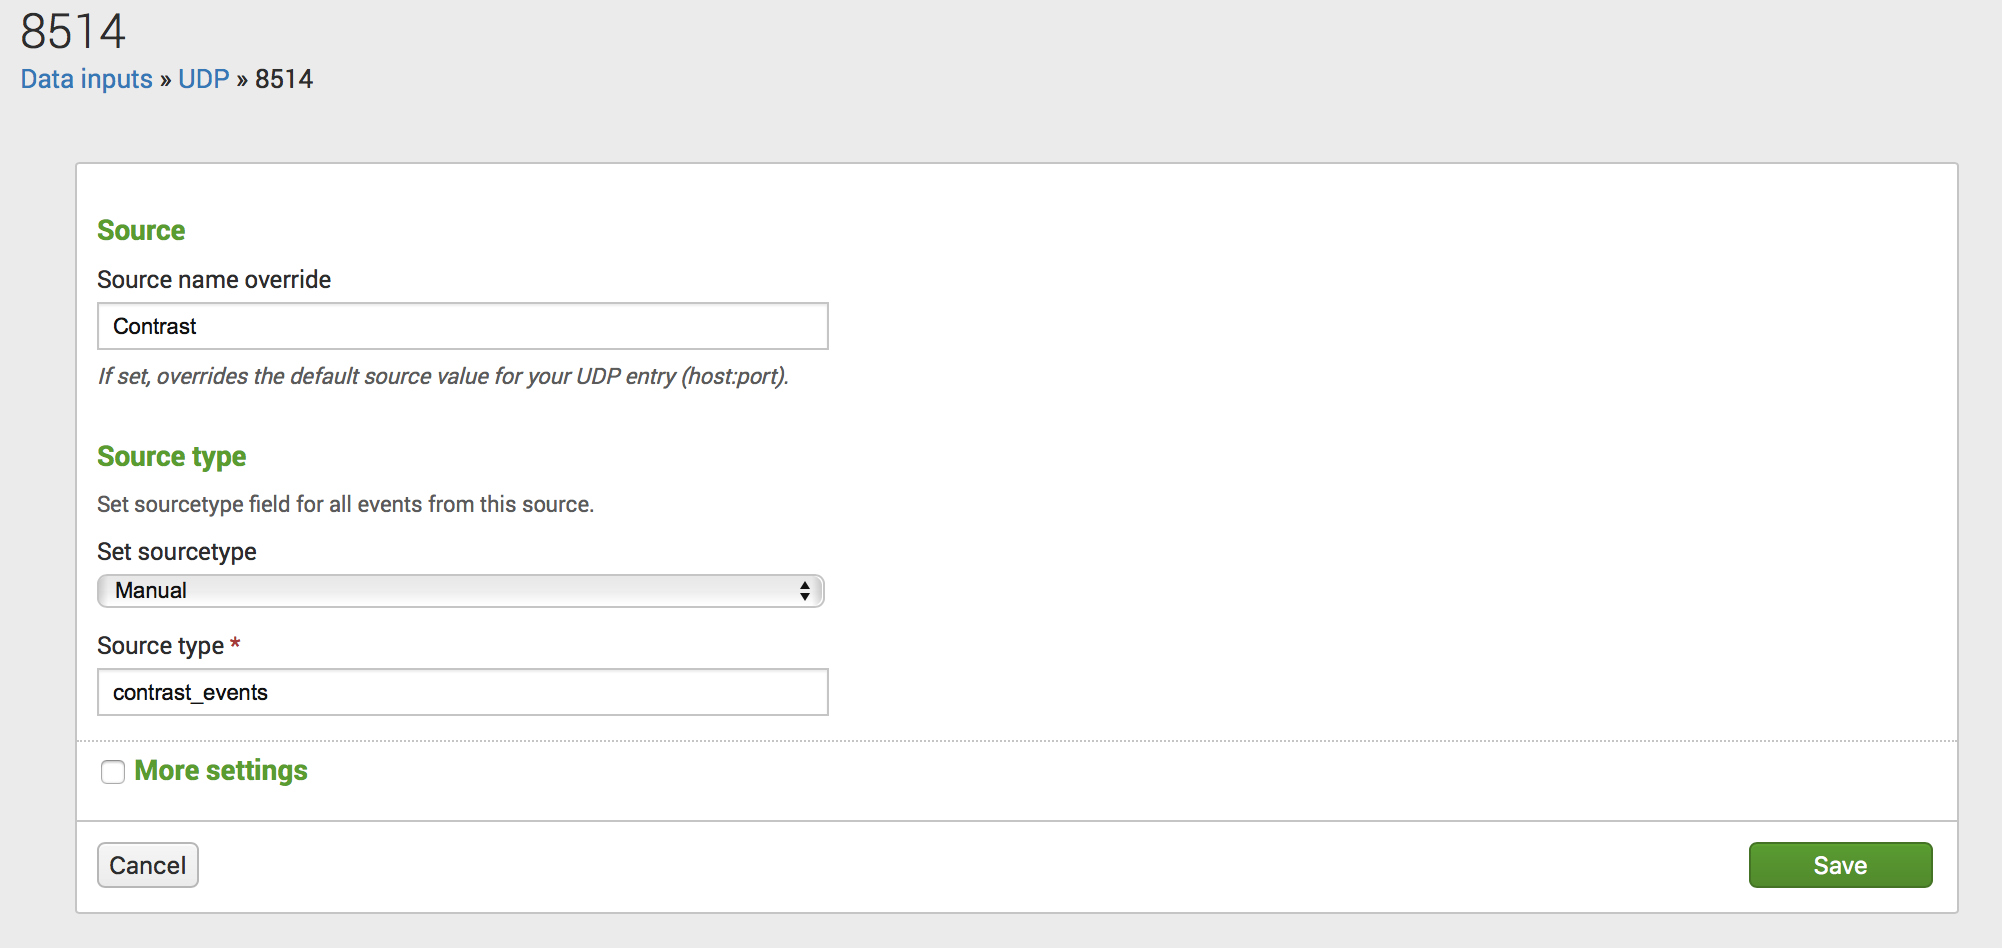 8514
Data inputs » UDP » 8514
Source
Source name override
Contrast
If set, overrides the default source value for your UDP entry (host:port).
Source type
Set sourcetype field for all events from this source.
Set sourcetype
Manual
Source type *
contrast_events
More settings
Cancel
Save